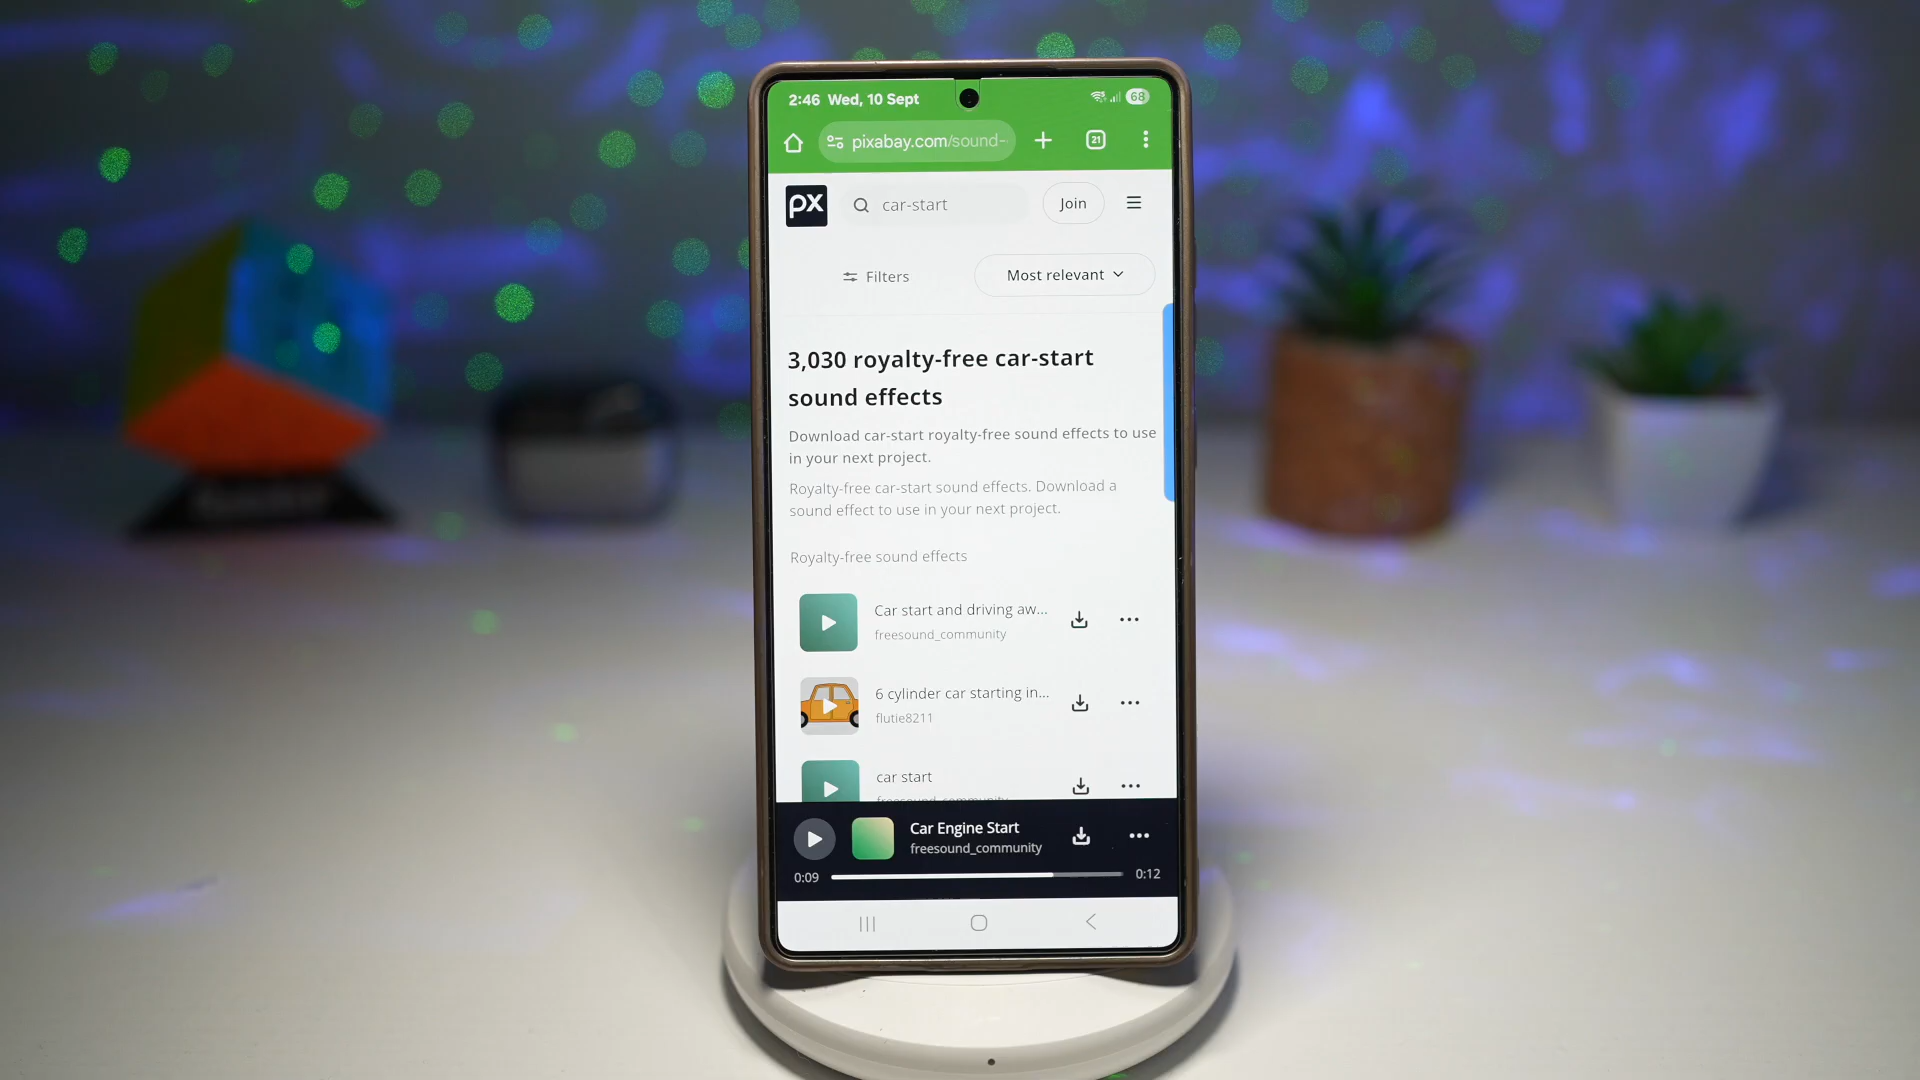 2:46 Wed, 10 Sept
68
pixabay.com/sound-
21
px
car-start
Join
Filters
Most relevant
3,030 royalty-free car-start
sound effects
Download car-start royalty-free sound effects to use
in your next project.
Royalty-free car-start sound effects. Download a
sound effect to use in your next project.
Royalty-free sound effects
Car start and driving aw...
freesound_community
6 cylinder car starting in...
flutie8211
car start
freesound_community
Car Engine Start
freesound_community
0:09
0:12